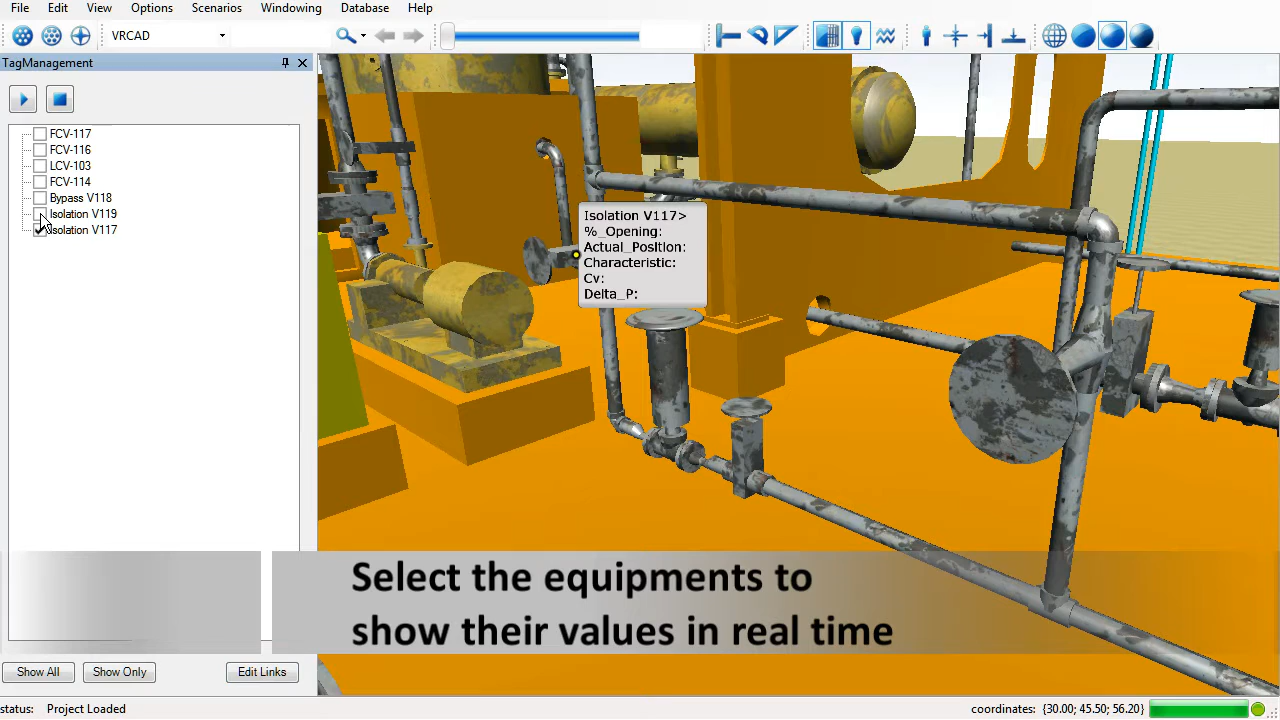 File Edit View Options Scenarios Windowing Database Help
VRCAD
TagManagement
FCV-117
FCV-116
LCV-103
FCV-114
Bypass V118
Isolation V119
Isolation V117
Isolation V117>
%_Opening:
Actual_Position:
Characteristic:
Cv:
Delta_P:
Select the equipments to
show their values in real time
Show All Show Only Edit Links
status: Project Loaded coordinates: {30.00; 45.50; 56.20}